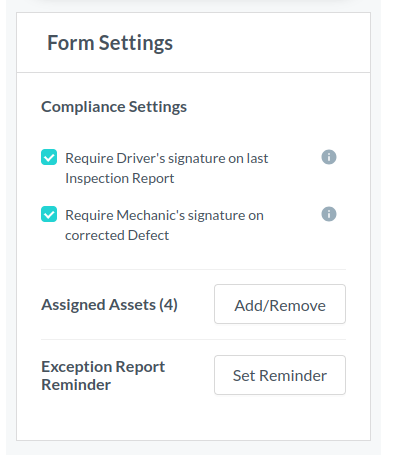 Form Settings
Compliance Settings
Require Driver's signature on last
Inspection Report
Require Mechanic's signature on
corrected Defect
Assigned Assets (4)
Add/Remove
Exception Report
Reminder
Set Reminder